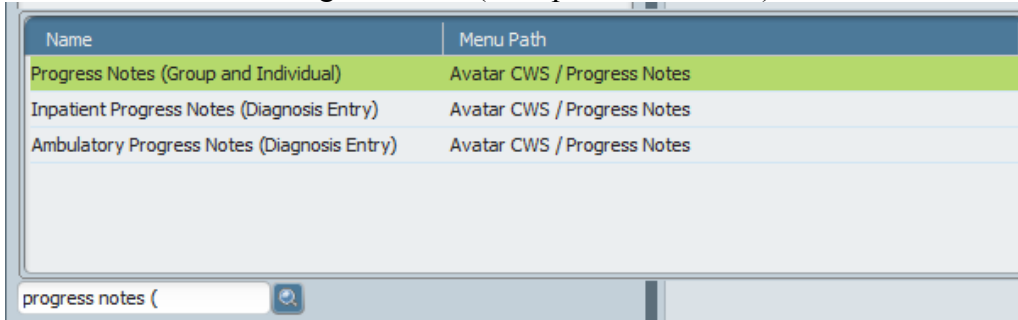 Name Menu Path
Progress Notes (Group and Individual) Avatar CWS / Progress Notes
Inpatient Progress Notes (Diagnosis Entry) Avatar CWS / Progress Notes
Ambulatory Progress Notes (Diagnosis Entry) Avatar CWS / Progress Notes
progress notes (